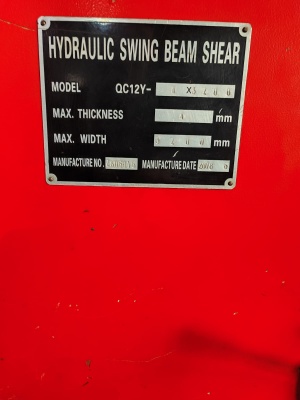 HYDRAULIC SWING BEAM SHEAR
MODEL QC12Y-
MAX. THICKNESS mm
MAX. WIDTH mm
MANUFACTURE NO. MANUFACTURE DATE